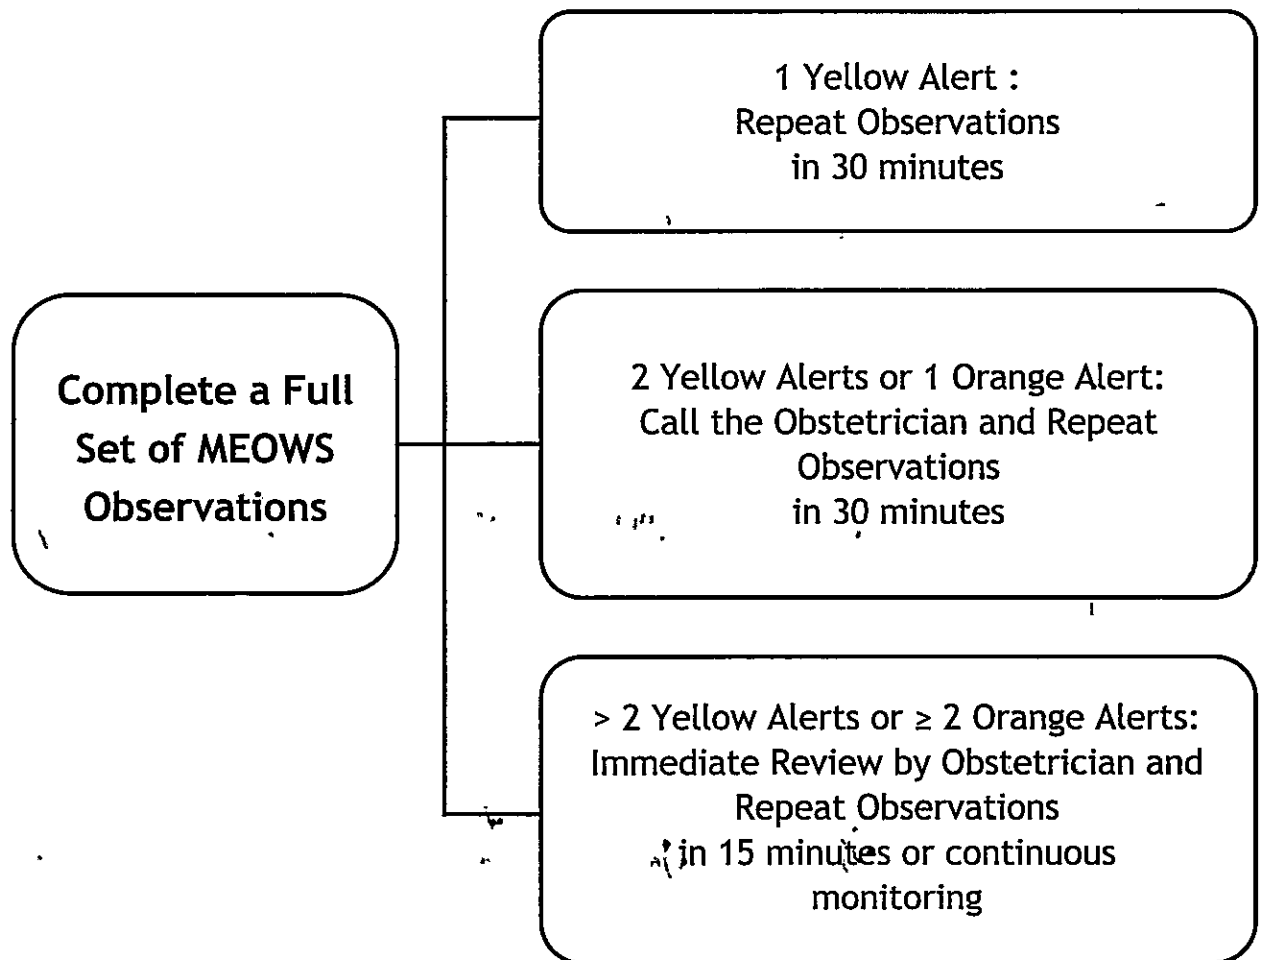 1 Yellow Alert :
Repeat Observations
in 30 minutes
Complete a Full
Set of MEOWS
Observations
2 Yellow Alerts or 1 Orange Alert:
Call the Obstetrician and Repeat
Observations
in 30 minutes
> 2 Yellow Alerts or ≥ 2 Orange Alerts:
Immediate Review by Obstetrician and
Repeat Observations
in 15 minutes or continuous
monitoring